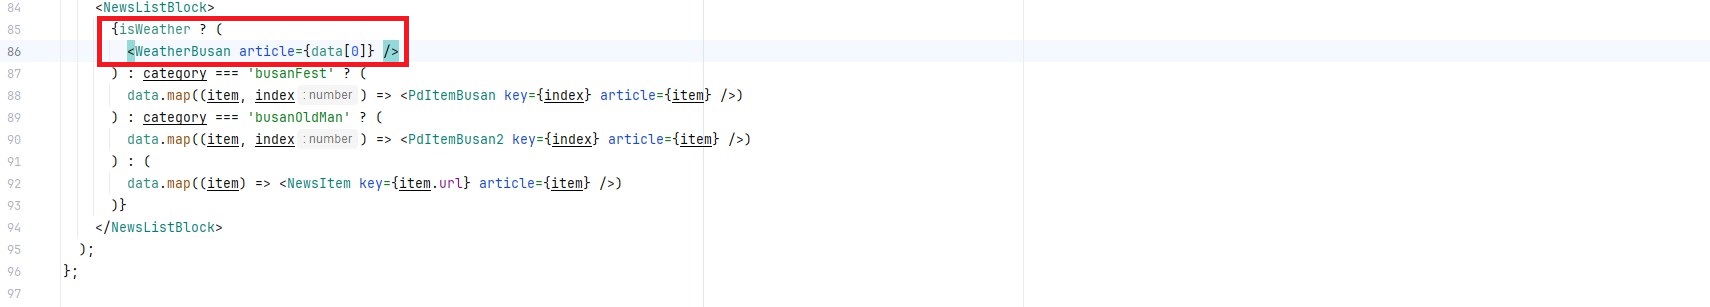 84 <NewsListBlock>
85 {isWeather ? (
86 <WeatherBusan article={data[0]} />
87 ) : category === 'busanFest' ? (
88 data.map((item, index : number ) => <PdItemBusan key={index} article={item} />)
89 ) : category === 'busanOldMan' ? (
90 data.map((item, index : number ) => <PdItemBusan2 key={index} article={item} />)
91 ) : (
92 data.map((item) => <NewsItem key={item.url} article={item} />)
93 )}
94 </NewsListBlock>
95 );
96 };
97